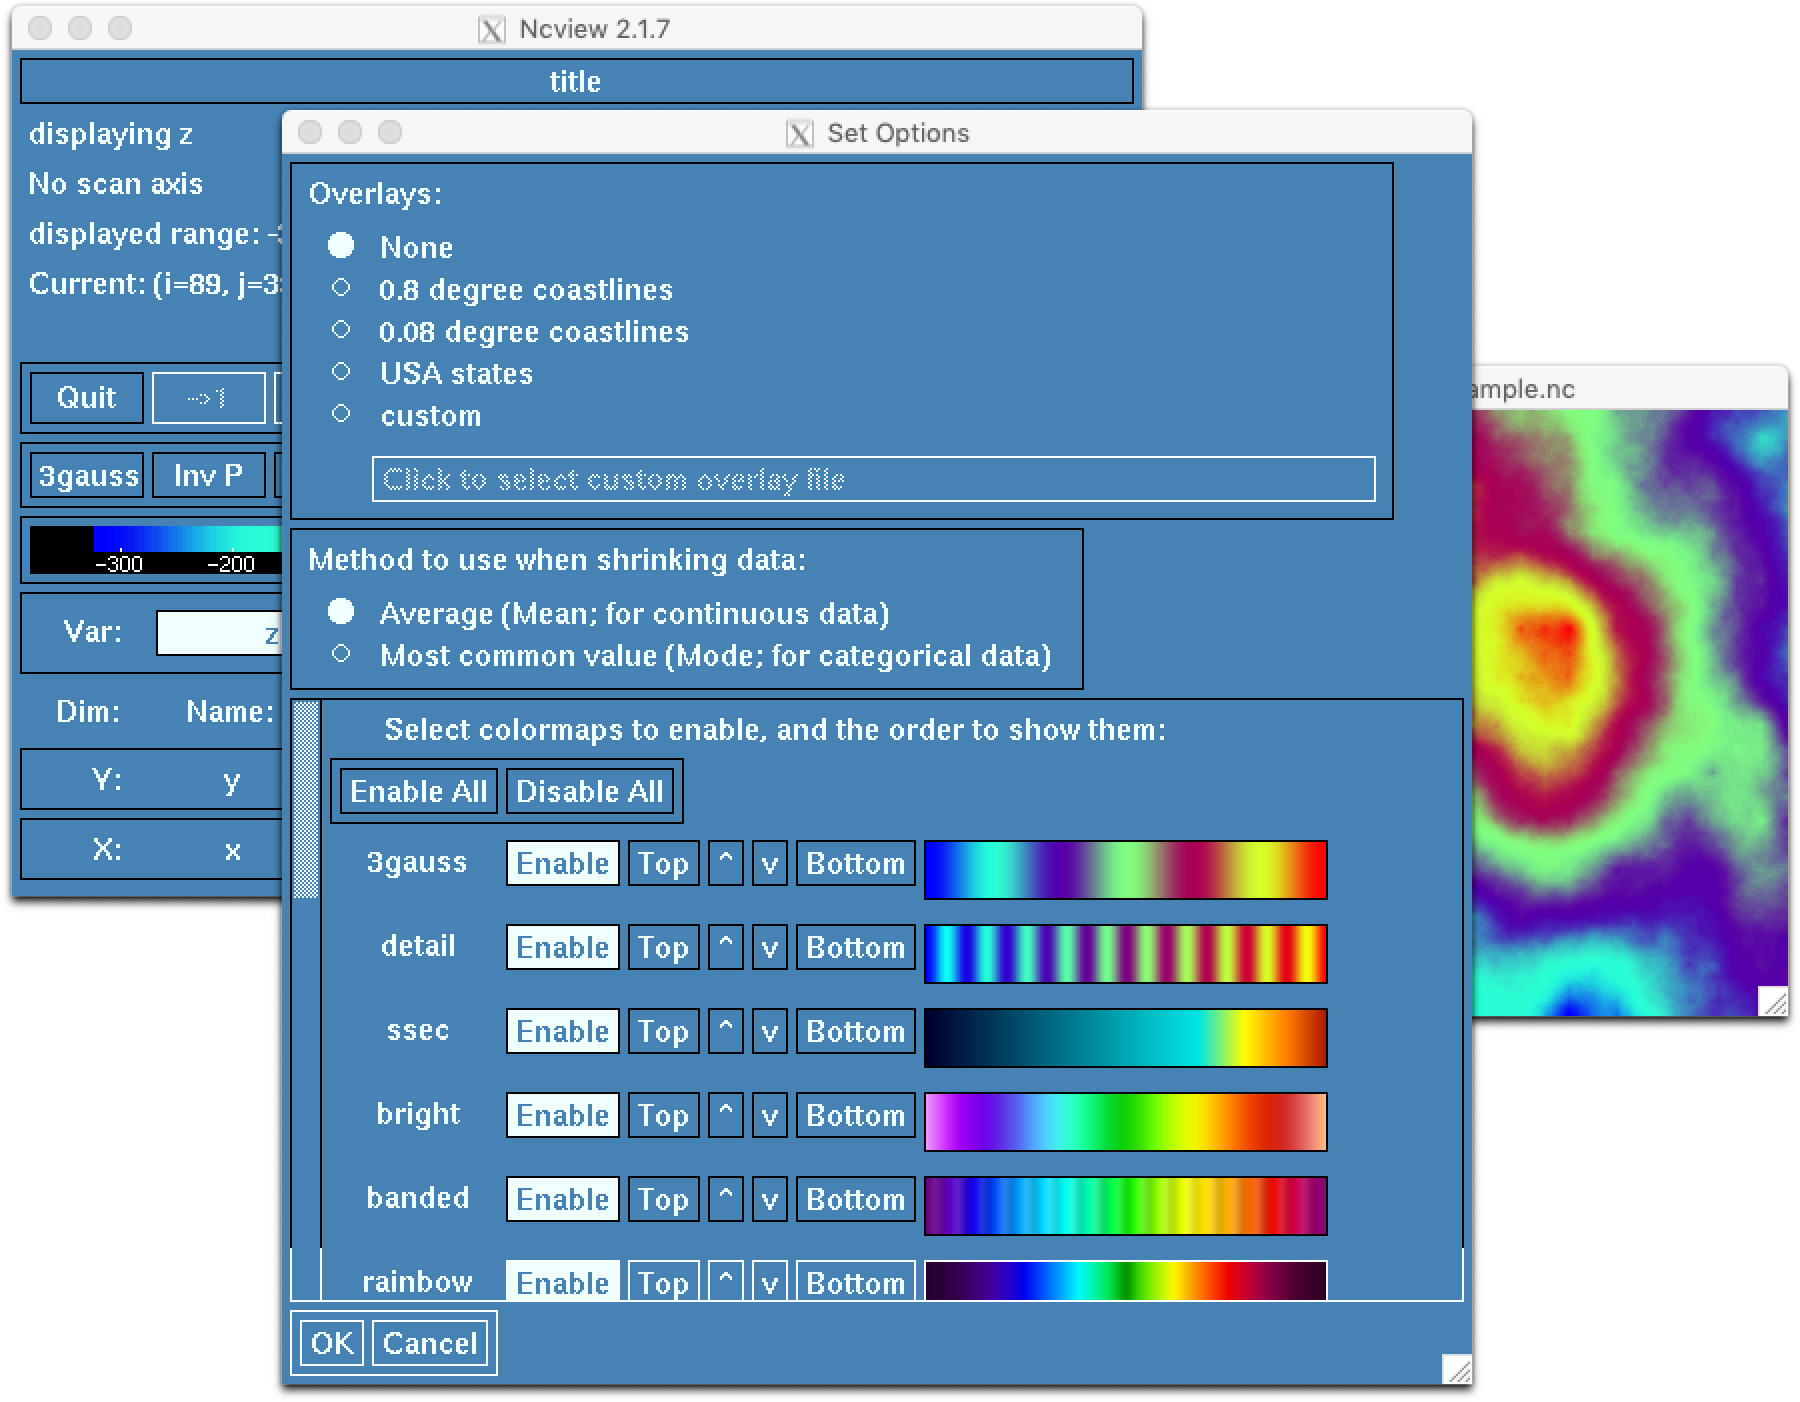 Ncview 2.1.7
title
displaying z
No scan axis
displayed range:
Current: (i=89,
Quit ->1
3gauss Inv P
-300 -200
Var: z
Dim: Name:
Y: y
X: x
Set Options
Overlays:
None
0.8 degree coastlines
0.08 degree coastlines
USA states
custom
Click to select custom overlay file
Method to use when shrinking data:
Average (Mean; for continuous data)
Most common value (Mode; for categorical data)
Select colormaps to enable, and the order to show them:
Enable All Disable All
3gauss Enable Top ^ v Bottom
detail Enable Top ^ v Bottom
ssec Enable Top ^ v Bottom
bright Enable Top ^ v Bottom
banded Enable Top ^ v Bottom
rainbow Enable Top ^ v Bottom
OK Cancel
ample.nc